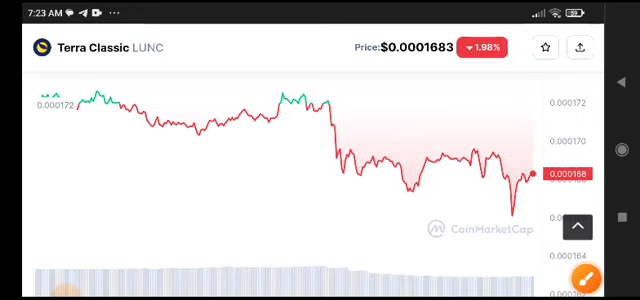 7:23 AM
Terra Classic LUNC
Price: $0.0001683
1.98%
0.000172
0.000172
0.000170
0.000168
CoinMarketCap
0.000164